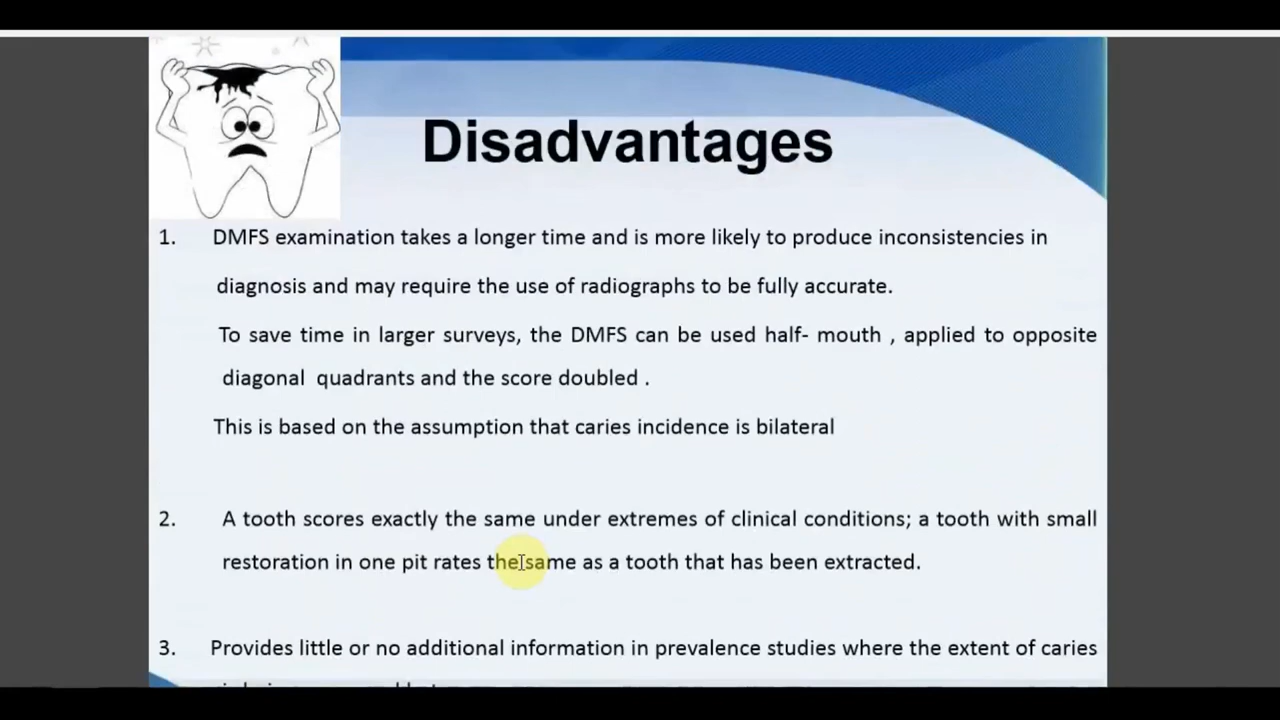 Disadvantages
1. DMFS examination takes a longer time and is more likely to produce inconsistencies in
diagnosis and may require the use of radiographs to be fully accurate.
To save time in larger surveys, the DMFS can be used half- mouth , applied to opposite
diagonal quadrants and the score doubled .
This is based on the assumption that caries incidence is bilateral
2. A tooth scores exactly the same under extremes of clinical conditions; a tooth with small
restoration in one pit rates the same as a tooth that has been extracted.
3. Provides little or no additional information in prevalence studies where the extent of caries